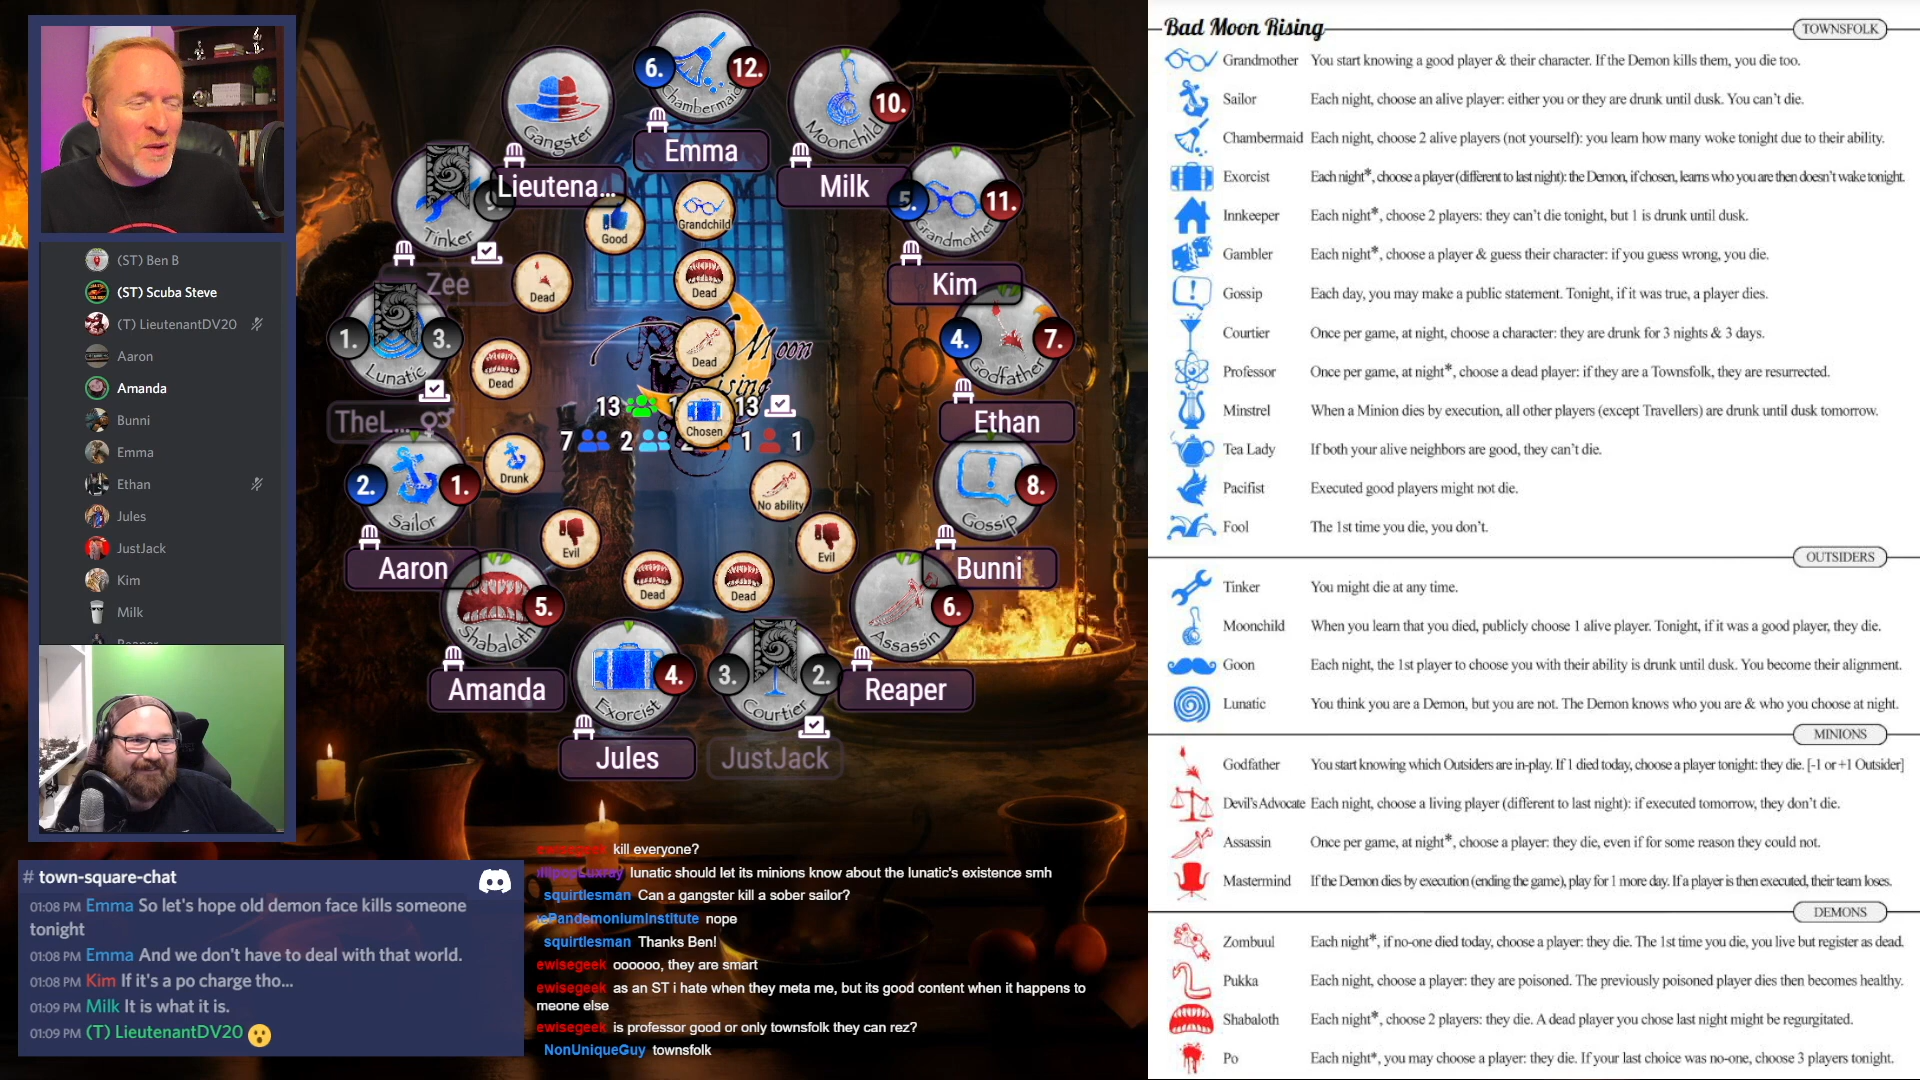 (ST) Ben B
(ST) Scuba Steve
(T) LieutenantDV20
Aaron
Amanda
Bunni
Emma
Ethan
Jules
JustJack
Kim
Milk
# town-square-chat
01:08 PM Emma So let's hope old demon face kills someone
tonight
01:08 PM Emma And we don't have to deal with that world.
01:08 PM Kim If it's a po charge tho...
01:09 PM Milk It is what it is.
01:09 PM (T) LieutenantDV20
6. Chambermaid 12.
Emma
Gangster
Lieutena...
Moonchild 10.
Milk
Tinker
Zee
5. Grandmother 11.
Kim
1. Lunatic 3.
TheL...
4. Godfather 7.
Ethan
2. Sailor 1.
Aaron
Gossip 8.
Bunni
Shabaloth 5.
Amanda
Assassin 6.
Reaper
Exorcist 4.
Jules
3. Courtier 2.
JustJack
Good
Grandchild
Dead
Dead
Dead
Dead
Moon
Rising
Chosen
13 13
7 2 1 1
Drunk
No ability
Evil
Evil
Dead
Dead
ewisegeek kill everyone?
lunatic should let its minions know about the lunatic's existence smh
squirtlesman Can a gangster kill a sober sailor?
ePandemoniumInstitute nope
squirtlesman Thanks Ben!
ewisegeek oooooo, they are smart
ewisegeek as an ST i hate when they meta me, but its good content when it happens to
meone else
ewisegeek is professor good or only townsfolk they can rez?
NonUniqueGuy townsfolk
Bad Moon Rising
TOWNSFOLK
Grandmother You start knowing a good player & their character. If the Demon kills them, you die too.
Sailor Each night, choose an alive player: either you or they are drunk until dusk. You can't die.
Chambermaid Each night, choose 2 alive players (not yourself): you learn how many woke tonight due to their ability.
Exorcist Each night*, choose a player (different to last night): the Demon, if chosen, learns who you are then doesn't wake tonight.
Innkeeper Each night*, choose 2 players: they can't die tonight, but 1 is drunk until dusk.
Gambler Each night*, choose a player & guess their character: if you guess wrong, you die.
Gossip Each day, you may make a public statement. Tonight, if it was true, a player dies.
Courtier Once per game, at night, choose a character: they are drunk for 3 nights & 3 days.
Professor Once per game, at night*, choose a dead player: if they are a Townsfolk, they are resurrected.
Minstrel When a Minion dies by execution, all other players (except Travellers) are drunk until dusk tomorrow.
Tea Lady If both your alive neighbors are good, they can't die.
Pacifist Executed good players might not die.
Fool The 1st time you die, you don't.
OUTSIDERS
Tinker You might die at any time.
Moonchild When you learn that you died, publicly choose 1 alive player. Tonight, if it was a good player, they die.
Goon Each night, the 1st player to choose you with their ability is drunk until dusk. You become their alignment.
Lunatic You think you are a Demon, but you are not. The Demon knows who you are & who you choose at night.
MINIONS
Godfather You start knowing which Outsiders are in-play. If 1 died today, choose a player tonight: they die. [-1 or +1 Outsider]
Devil's Advocate Each night, choose a living player (different to last night): if executed tomorrow, they don't die.
Assassin Once per game, at night*, choose a player: they die, even if for some reason they could not.
Mastermind If the Demon dies by execution (ending the game), play for 1 more day. If a player is then executed, their team loses.
DEMONS
Zombuul Each night*, if no-one died today, choose a player: they die. The 1st time you die, you live but register as dead.
Pukka Each night, choose a player: they are poisoned. The previously poisoned player dies then becomes healthy.
Shabaloth Each night*, choose 2 players: they die. A dead player you chose last night might be regurgitated.
Po Each night*, you may choose a player: they die. If your last choice was no-one, choose 3 players tonight.